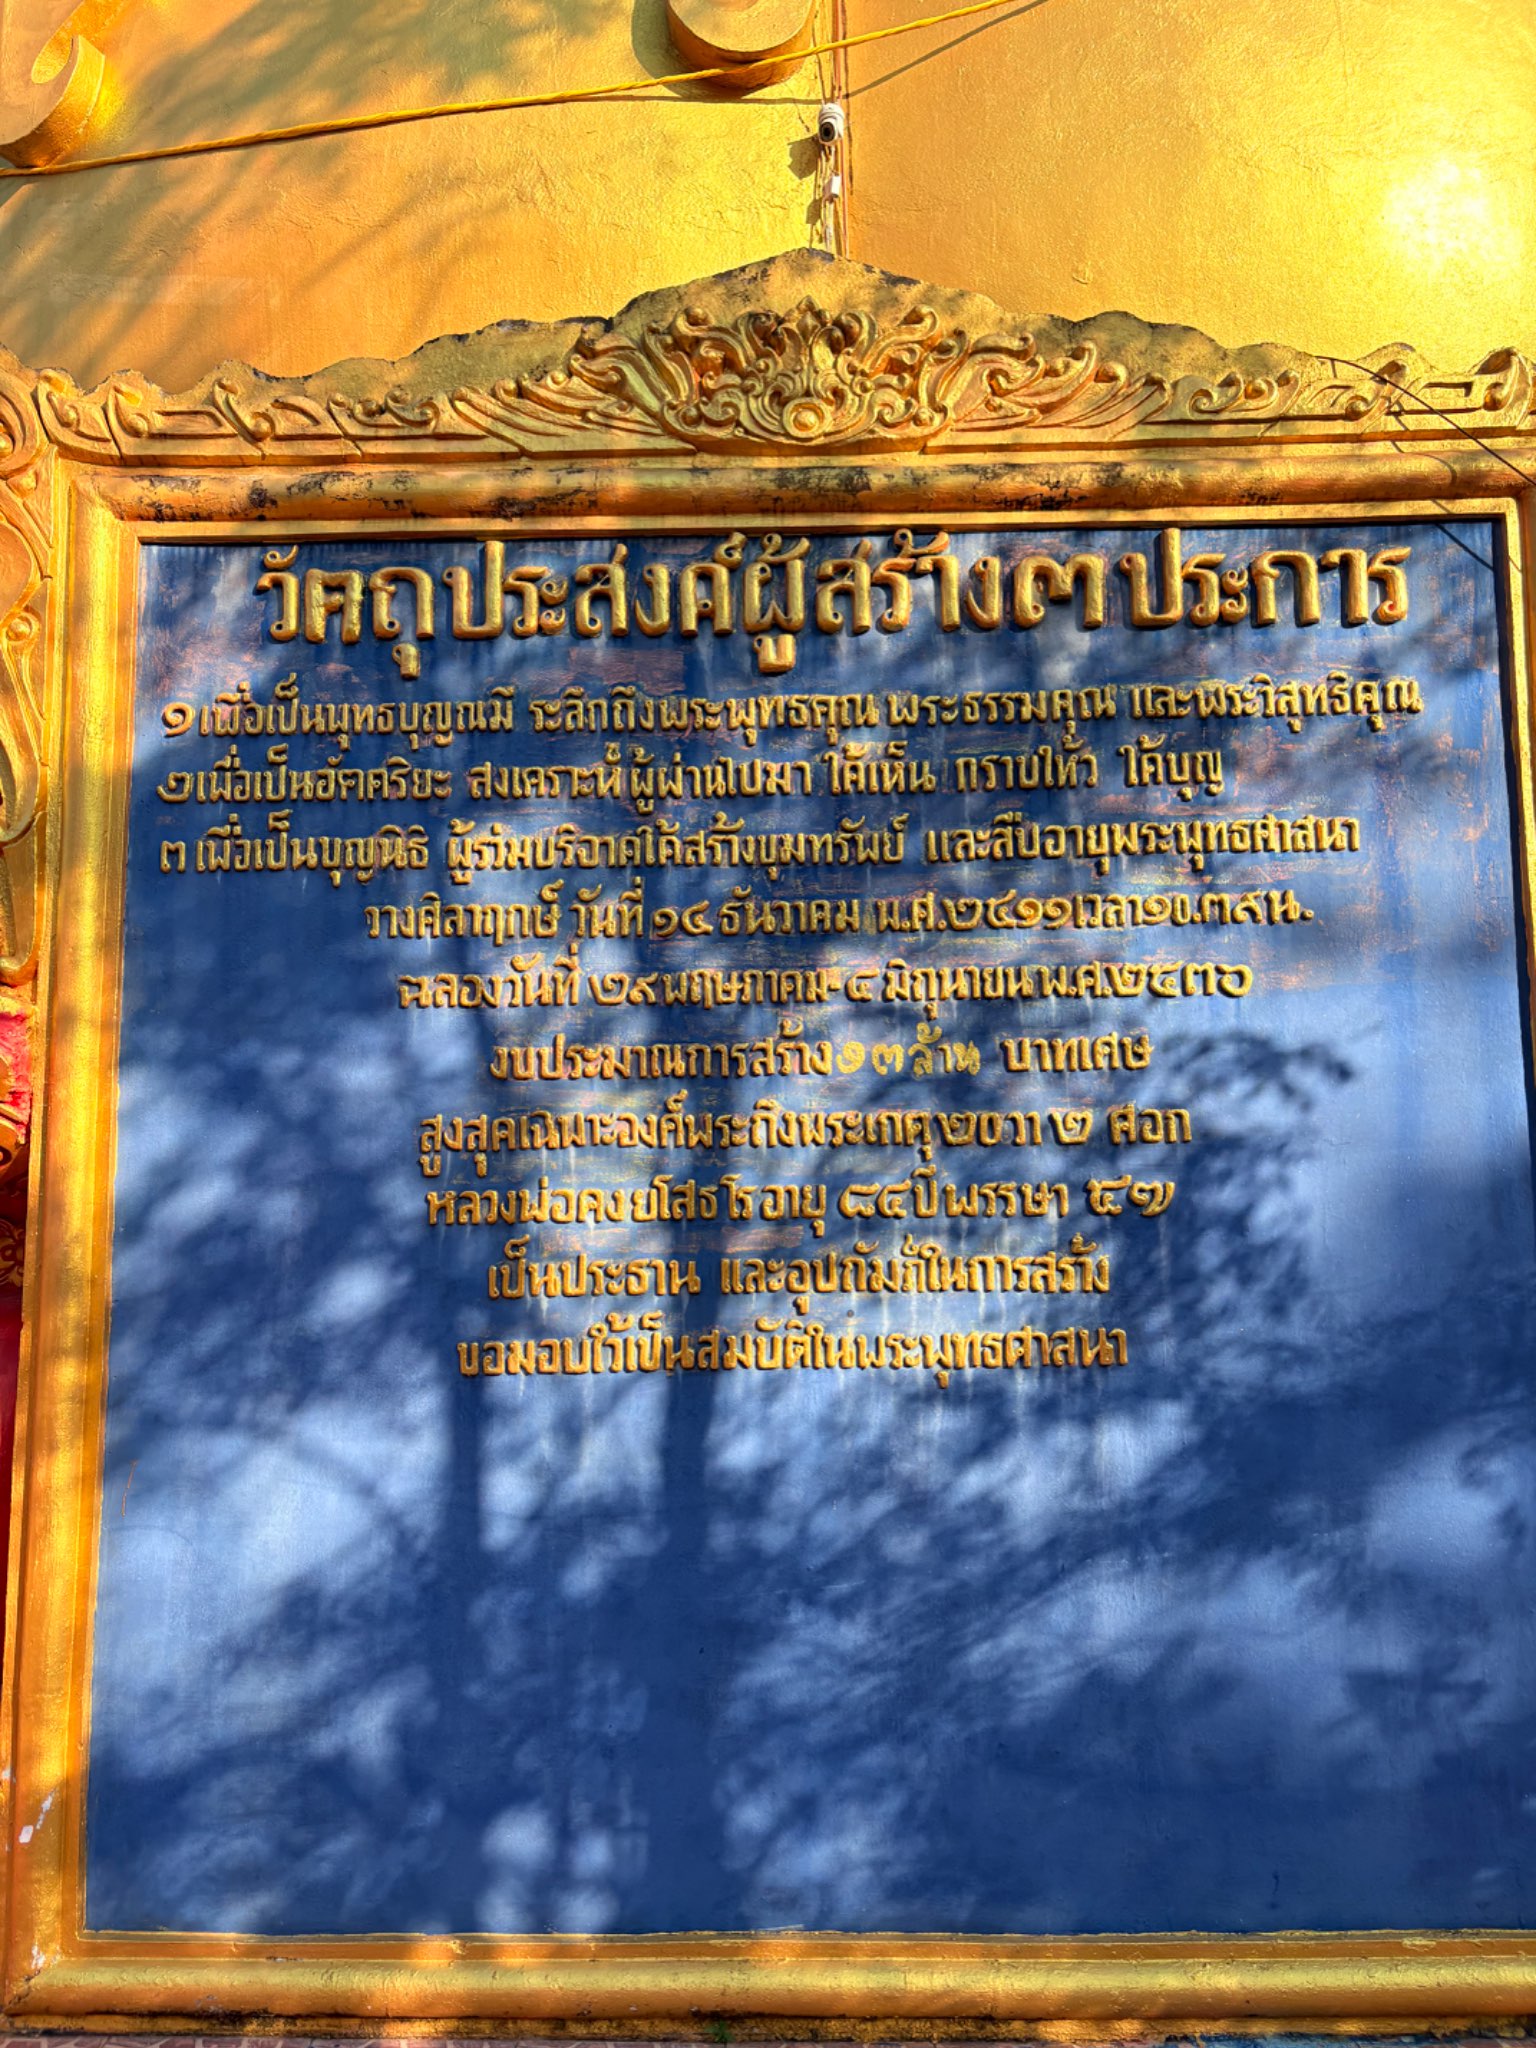 วัตถุประสงค์ผู้สร้าง๓ประการ
๑เพื่อเป็นพุทธบุญณมี ระลึกถึงพระพุทธคุณ พระธรรมคุณ และพระวิสุทธิคุณ
๒เพื่อเป็นอัตศริยะ สงเคราะห์ ผู้ผ่านไปมา ได้เห็น กราบไห้ว ได้บุญ
๓ เพื่อเป็นบุญนิธิ ผู้ร่วมบริจาคได้สร้างขุมทรัพย์ และสืบอายุพระพุทธศาสนา
วางศิลาฤกษ์ วันที่ ๑๔ ธันวาคม พ.ศ.๒๕๑๑เวลา๑๐.๓๙น.
ฉลองวันที่ ๒๙พฤษภาคม-๔ มิถุนายนพ.ศ.๒๕๓๖
งบประมาณการสร้าง๑๓ล้าน บาทเศษ
สูงสุดเฉพาะองค์พระถึงพระเกตุ ๒๐วา ๒ ศอก
หลวงพ่อคง ยโสธโร อายุ ๘๔ปี พรรษา ๕๗
เป็นประธาน และอุปถัมภ์ในการสร้าง
ขอมอบไว้เป็นสมบัติในพระพุทธศาสนา